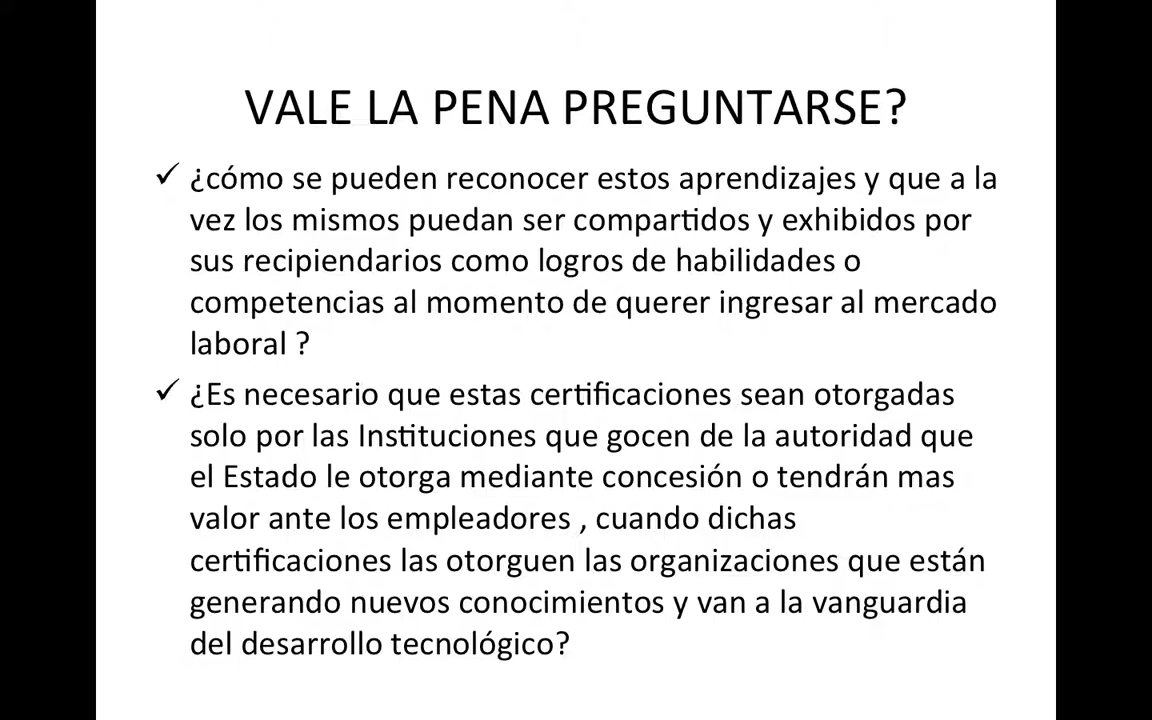 VALE LA PENA PREGUNTARSE?
✓ ¿cómo se pueden reconocer estos aprendizajes y que a la
vez los mismos puedan ser compartidos y exhibidos por
sus recipiendarios como logros de habilidades o
competencias al momento de querer ingresar al mercado
laboral ?
✓ ¿Es necesario que estas certificaciones sean otorgadas
solo por las Instituciones que gocen de la autoridad que
el Estado le otorga mediante concesión o tendrán mas
valor ante los empleadores , cuando dichas
certificaciones las otorguen las organizaciones que están
generando nuevos conocimientos y van a la vanguardia
del desarrollo tecnológico?